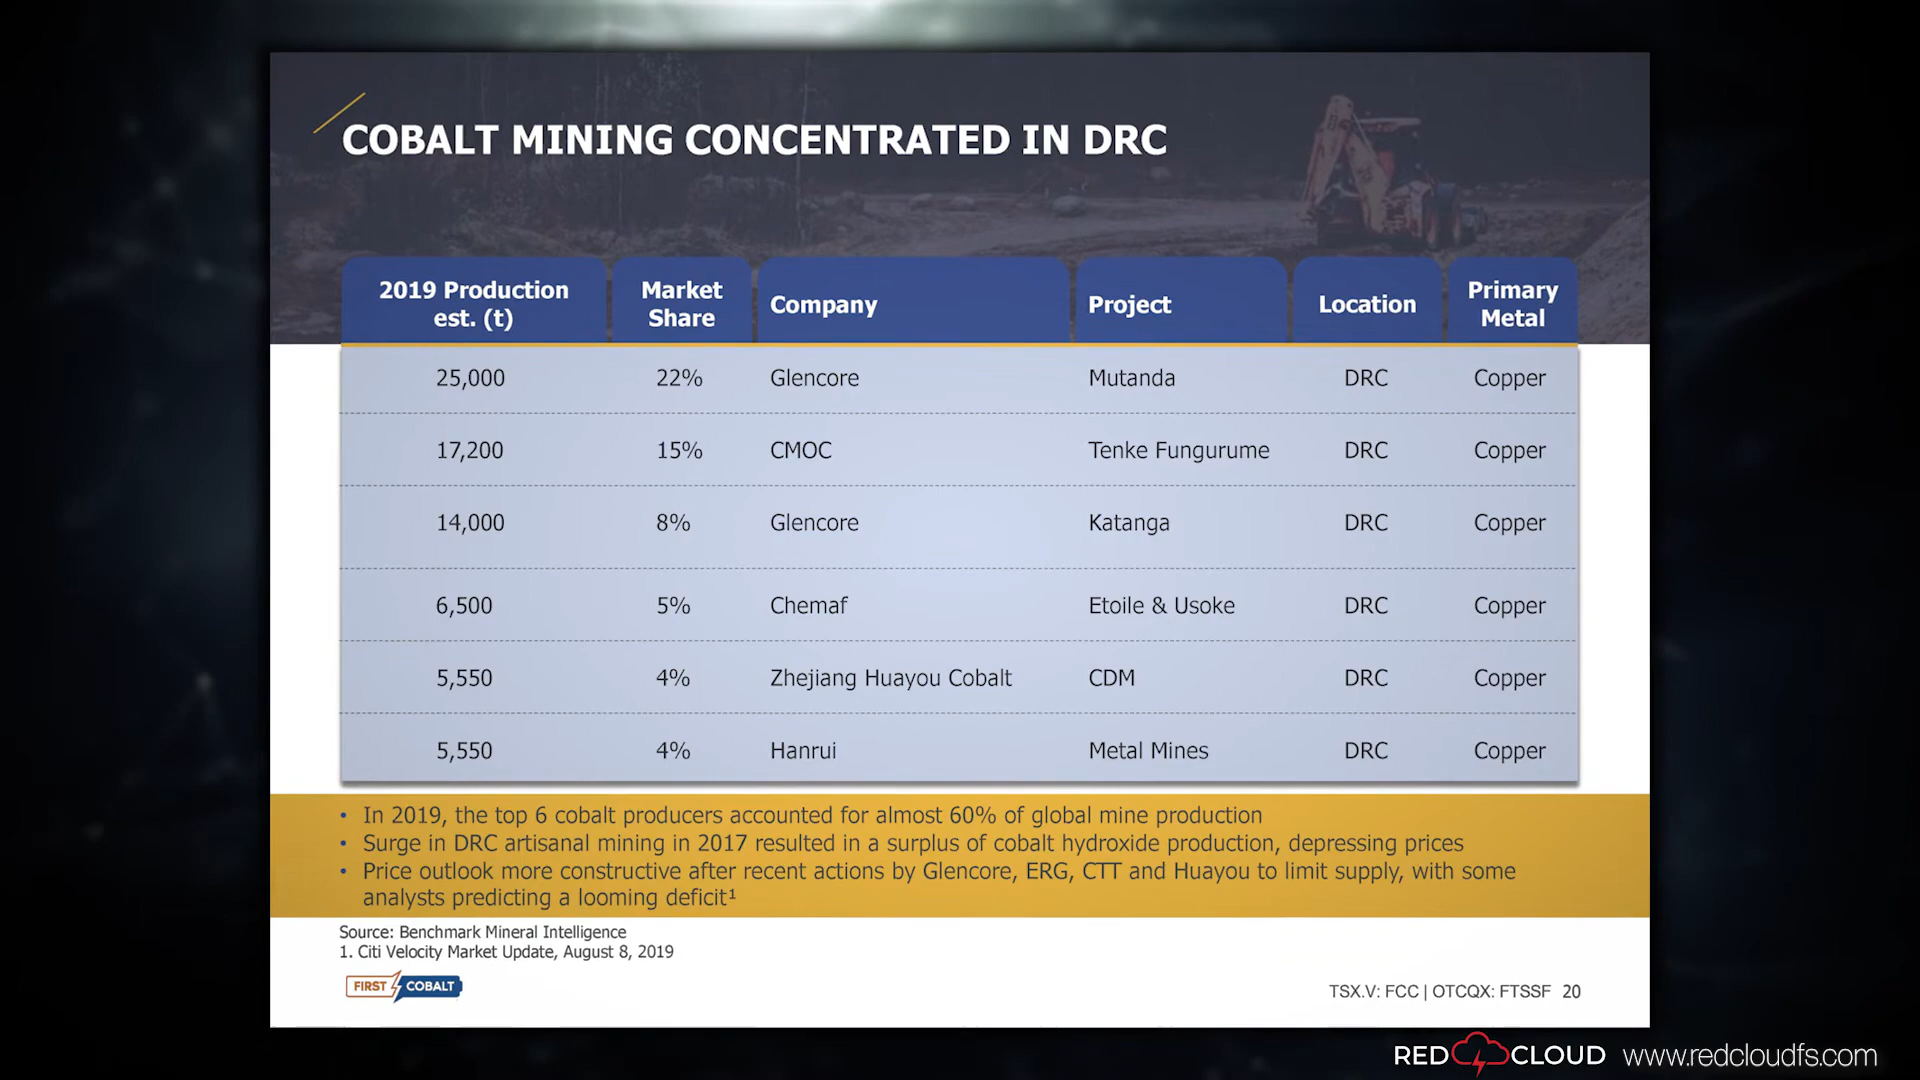 COBALT MINING CONCENTRATED IN DRC
2019 Production est. (t) Market Share Company Project Location Primary Metal
25,000 22% Glencore Mutanda DRC Copper
17,200 15% CMOC Tenke Fungurume DRC Copper
14,000 8% Glencore Katanga DRC Copper
6,500 5% Chemaf Etoile & Usoke DRC Copper
5,550 4% Zhejiang Huayou Cobalt CDM DRC Copper
5,550 4% Hanrui Metal Mines DRC Copper
• In 2019, the top 6 cobalt producers accounted for almost 60% of global mine production
• Surge in DRC artisanal mining in 2017 resulted in a surplus of cobalt hydroxide production, depressing prices
• Price outlook more constructive after recent actions by Glencore, ERG, CTT and Huayou to limit supply, with some
analysts predicting a looming deficit¹
Source: Benchmark Mineral Intelligence
1. Citi Velocity Market Update, August 8, 2019
FIRST COBALT
TSX.V: FCC | OTCQX: FTSSF 20
RED CLOUD www.redcloudfs.com